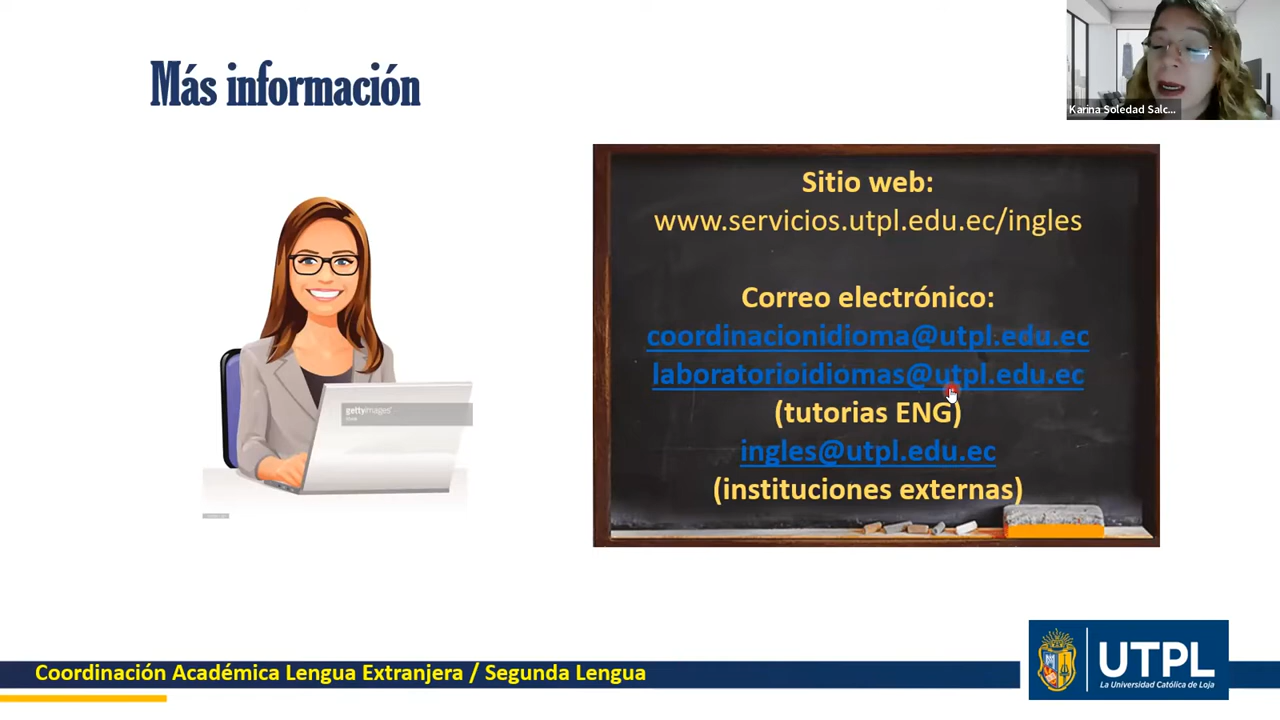 Más información
Karina Soledad Salc...
Sitio web:
www.servicios.utpl.edu.ec/ingles
Correo electrónico:
coordinacionidioma@utpl.edu.ec
laboratorioidiomas@utpl.edu.ec
(tutorias ENG)
ingles@utpl.edu.ec
(instituciones externas)
gettyimages
Coordinación Académica Lengua Extranjera / Segunda Lengua
UTPL
La Universidad Católica de Loja